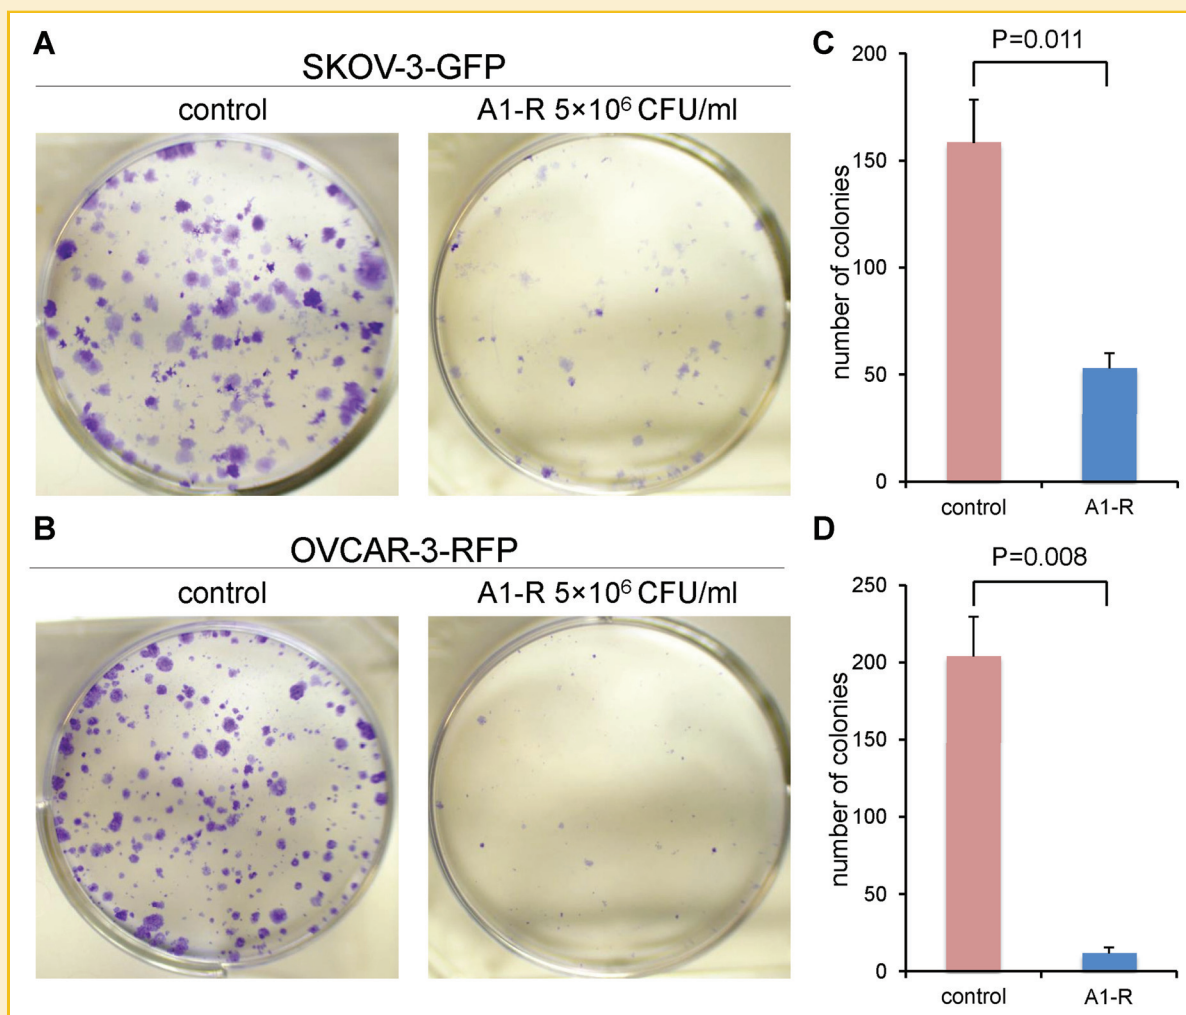 A
SKOV-3-GFP
control
A1-R 5×10⁶ CFU/ml
B
OVCAR-3-RFP
control
A1-R 5×10⁶ CFU/ml
C
P=0.011
number of colonies
200
150
100
50
0
control
A1-R
D
P=0.008
number of colonies
250
200
150
100
50
0
control
A1-R